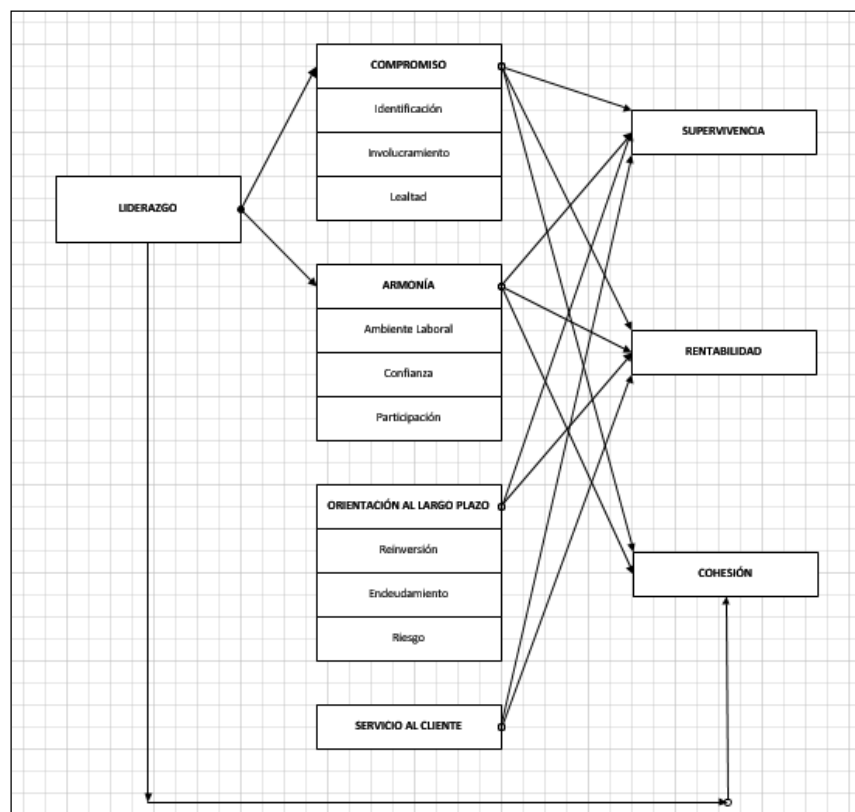 LIDERAZGO
COMPROMISO
Identificación
Involucramiento
Lealtad
ARMONÍA
Ambiente Laboral
Confianza
Participación
ORIENTACIÓN AL LARGO PLAZO
Reinversión
Endeudamiento
Riesgo
SERVICIO AL CLIENTE
SUPERVIVENCIA
RENTABILIDAD
COHESIÓN